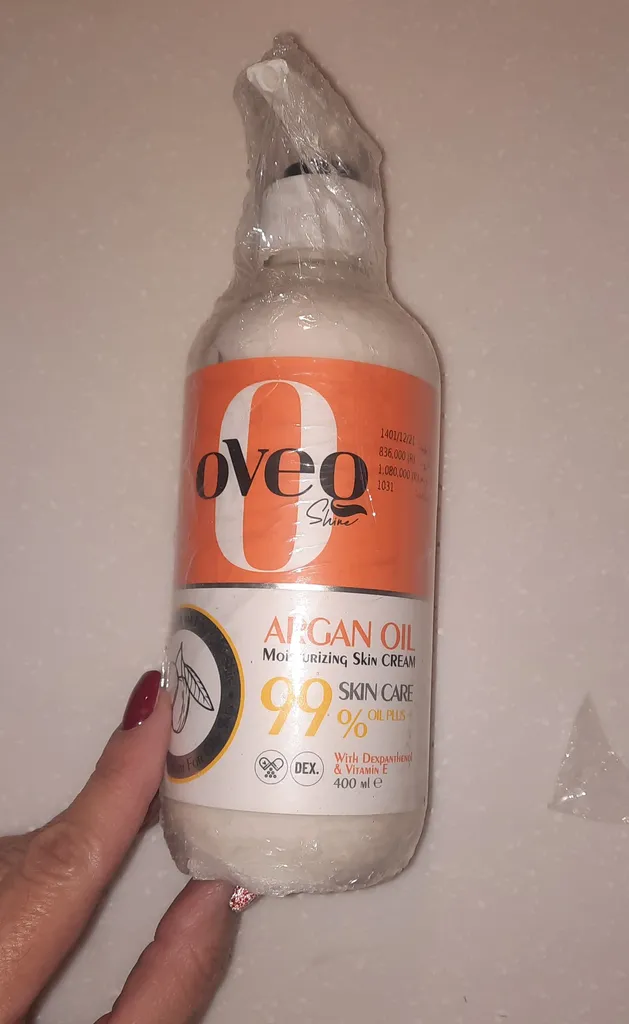 oveq
Shine
1401/12/21
836,000 (R)
1,080,000 (R)
1031
ARGAN OIL
Moisturizing Skin CREAM
99% SKIN CARE
OIL PLUS +
DEX.
With Dexpanthenol
& Vitamin E
400 ml ℮